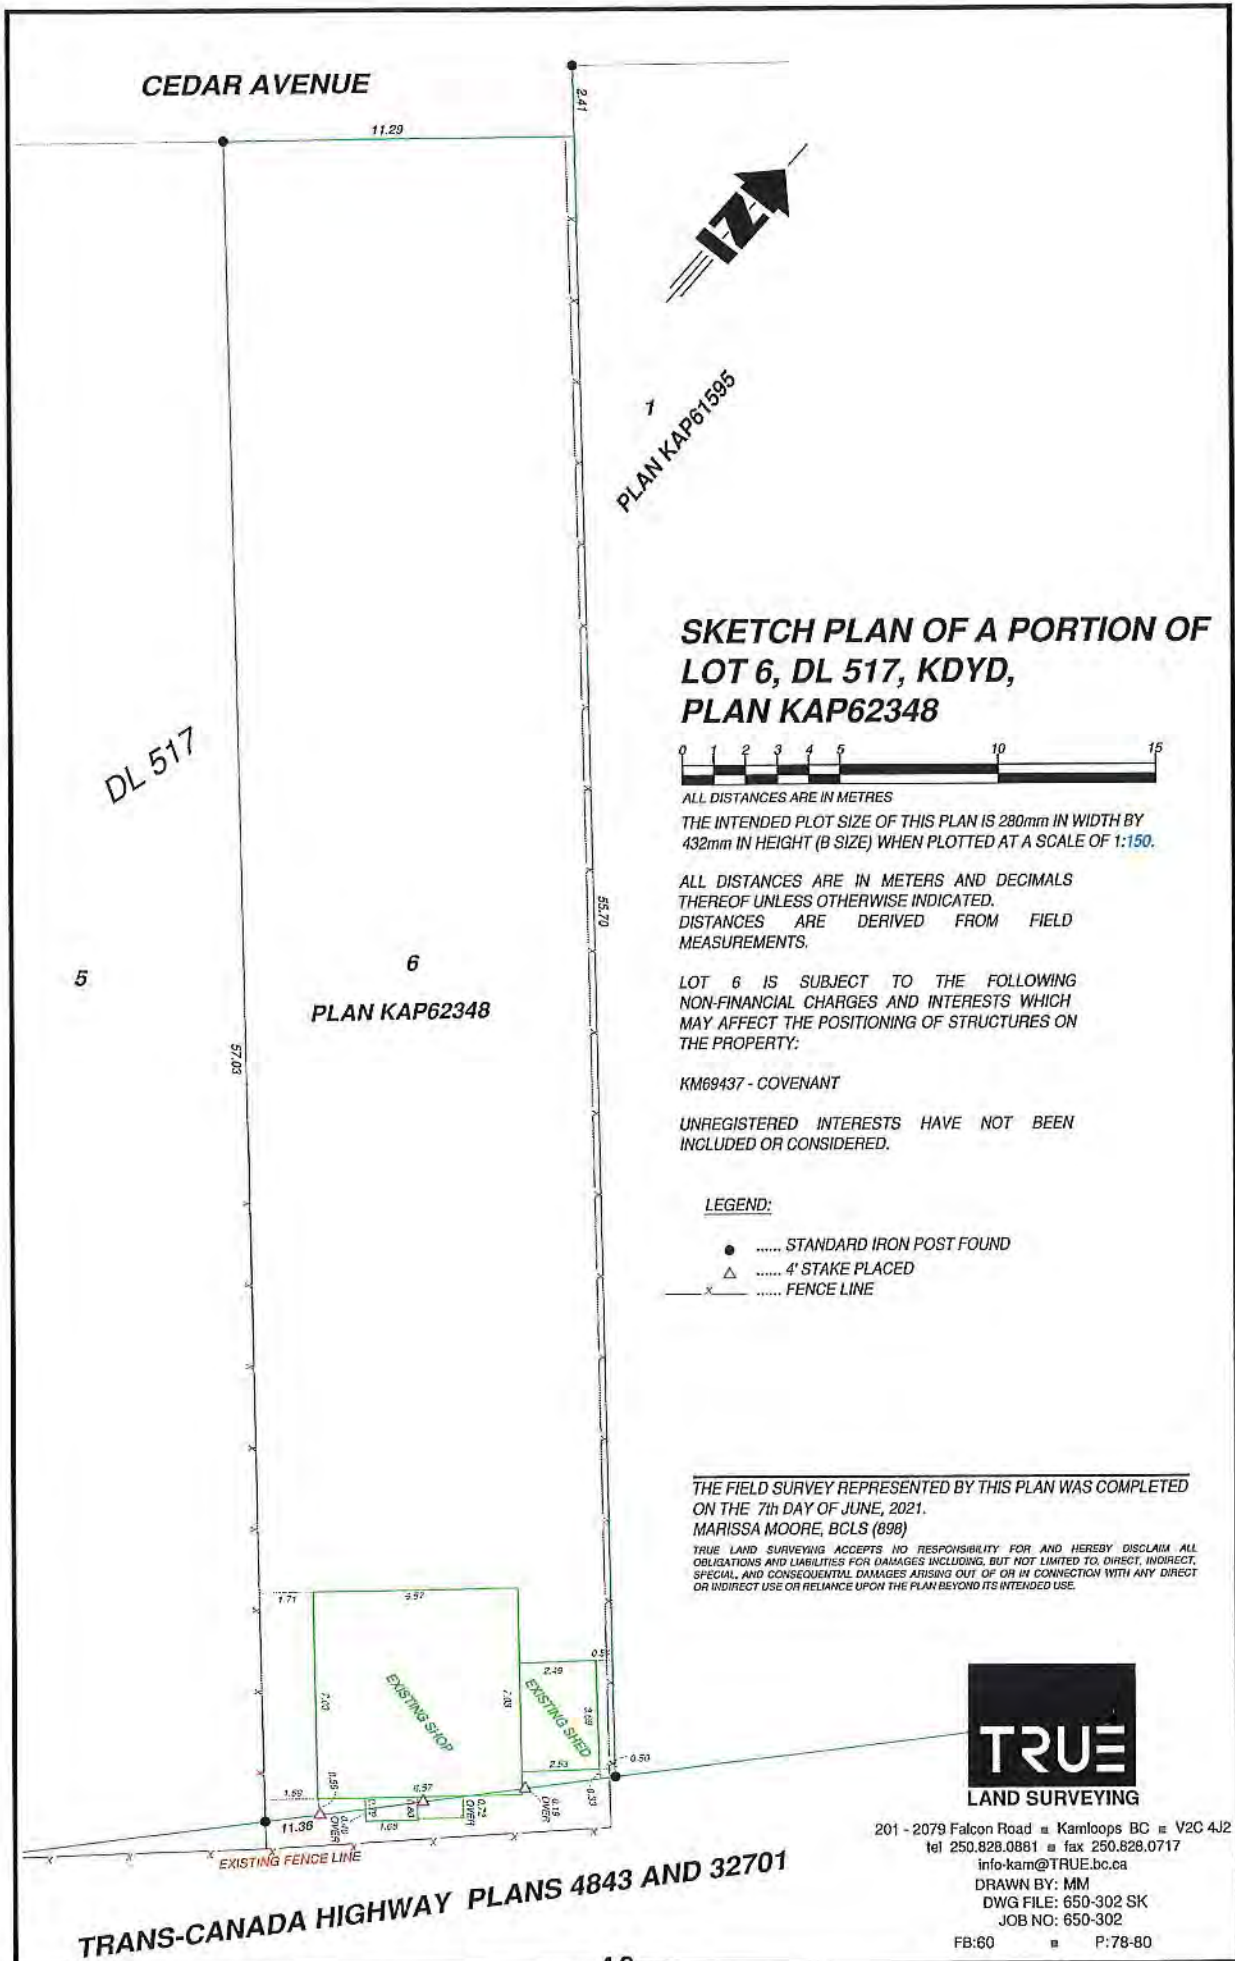 CEDAR AVENUE
11.29
2.41
N
1
PLAN KAP61595
SKETCH PLAN OF A PORTION OF
LOT 6, DL 517, KDYD,
PLAN KAP62348
0 1 2 3 4 5 10 15
ALL DISTANCES ARE IN METRES
THE INTENDED PLOT SIZE OF THIS PLAN IS 280mm IN WIDTH BY
432mm IN HEIGHT (B SIZE) WHEN PLOTTED AT A SCALE OF 1:150.
ALL DISTANCES ARE IN METERS AND DECIMALS
THEREOF UNLESS OTHERWISE INDICATED.
DISTANCES ARE DERIVED FROM FIELD
MEASUREMENTS.
LOT 6 IS SUBJECT TO THE FOLLOWING
NON-FINANCIAL CHARGES AND INTERESTS WHICH
MAY AFFECT THE POSITIONING OF STRUCTURES ON
THE PROPERTY:
KM69437 - COVENANT
UNREGISTERED INTERESTS HAVE NOT BEEN
INCLUDED OR CONSIDERED.
LEGEND:
...... STANDARD IRON POST FOUND
...... 4' STAKE PLACED
x ...... FENCE LINE
DL 517
5
6
PLAN KAP62348
57.03
55.70
THE FIELD SURVEY REPRESENTED BY THIS PLAN WAS COMPLETED
ON THE 7th DAY OF JUNE, 2021.
MARISSA MOORE, BCLS (898)
TRUE LAND SURVEYING ACCEPTS NO RESPONSIBILITY FOR AND HEREBY DISCLAIM ALL
OBLIGATIONS AND LIABILITIES FOR DAMAGES INCLUDING, BUT NOT LIMITED TO, DIRECT, INDIRECT,
SPECIAL, AND CONSEQUENTIAL DAMAGES ARISING OUT OF OR IN CONNECTION WITH ANY DIRECT
OR INDIRECT USE OR RELIANCE UPON THE PLAN BEYOND ITS INTENDED USE.
1.71
2.49
EXISTING SHOP
EXISTING SHED
7.03
3.69
2.53
0.50
0.33
6.57
0.55
0.19
OVER
0.72
OVER
OVER
1.68
11.36
EXISTING FENCE LINE
TRANS-CANADA HIGHWAY PLANS 4843 AND 32701
TRUE
LAND SURVEYING
201 - 2079 Falcon Road Kamloops BC V2C 4J2
tel 250.828.0881 fax 250.828.0717
info-kam@TRUE.bc.ca
DRAWN BY: MM
DWG FILE: 650-302 SK
JOB NO: 650-302
FB:60 P:78-80